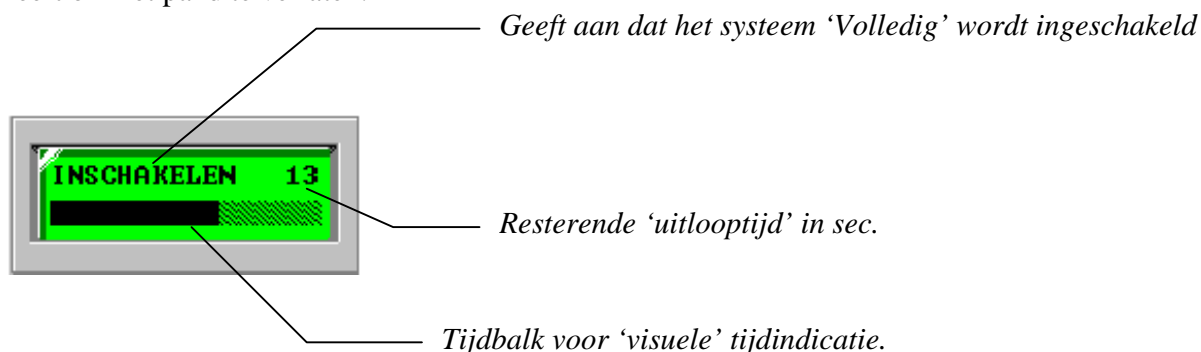 Geeft aan dat het systeem ‘Volledig’ wordt ingeschakeld
INSCHAKELEN 13
Resterende ‘uitlooptijd’ in sec.
Tijdbalk voor ‘visuele’ tijdindicatie.